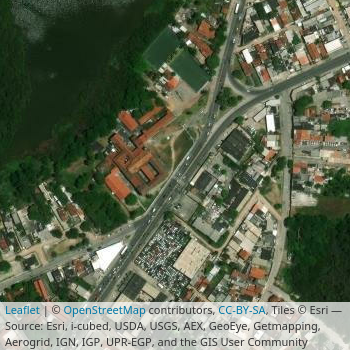 Leaflet | © OpenStreetMap contributors, CC-BY-SA, Tiles © Esri —
Source: Esri, i-cubed, USDA, USGS, AEX, GeoEye, Getmapping,
Aerogrid, IGN, IGP, UPR-EGP, and the GIS User Community